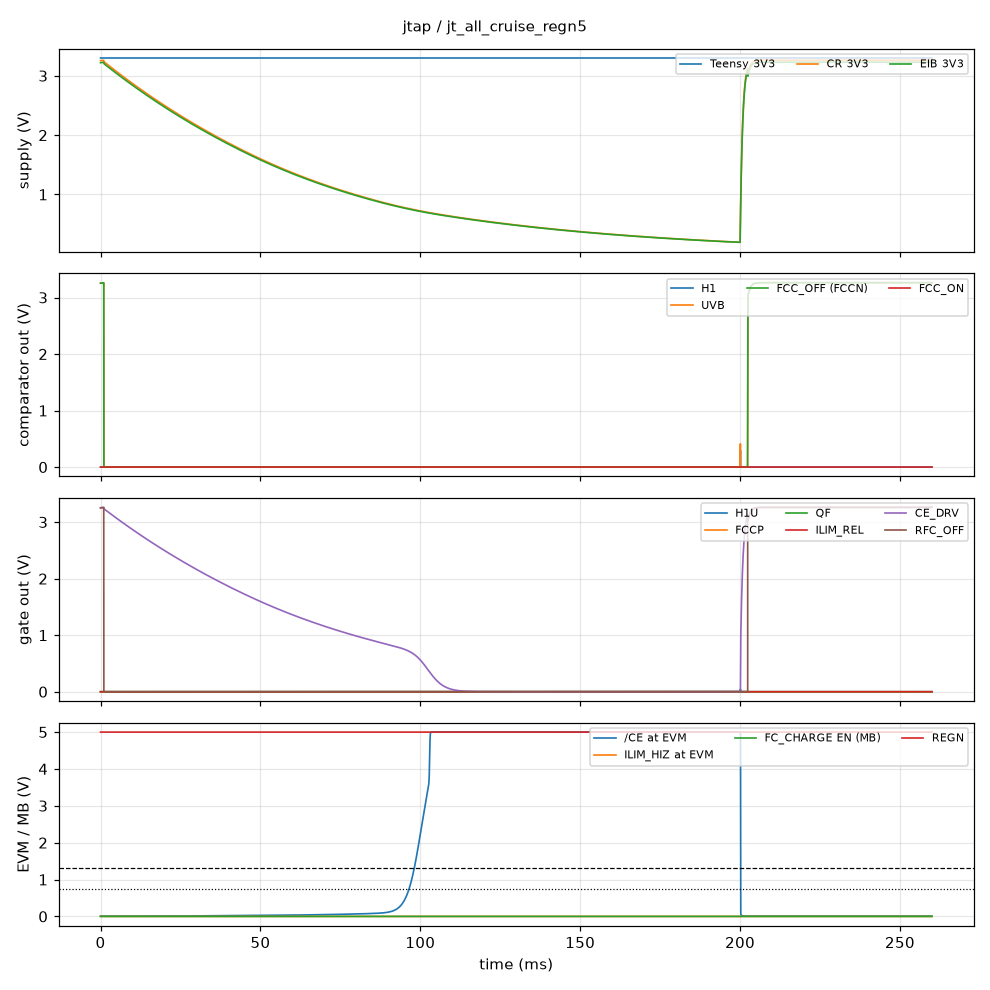 jtap / jt_all_cruise_regn5
supply (V)
3
2
1
Teensy 3V3 CR 3V3 EIB 3V3
comparator out (V)
3
2
1
0
H1 FCC_OFF (FCCN) FCC_ON
UVB
gate out (V)
3
2
1
0
H1U QF CE_DRV
FCCP ILIM_REL RFC_OFF
EVM / MB (V)
5
4
3
2
1
0
/CE at EVM FC_CHARGE EN (MB) REGN
ILIM_HIZ at EVM
0 50 100 150 200 250
time (ms)